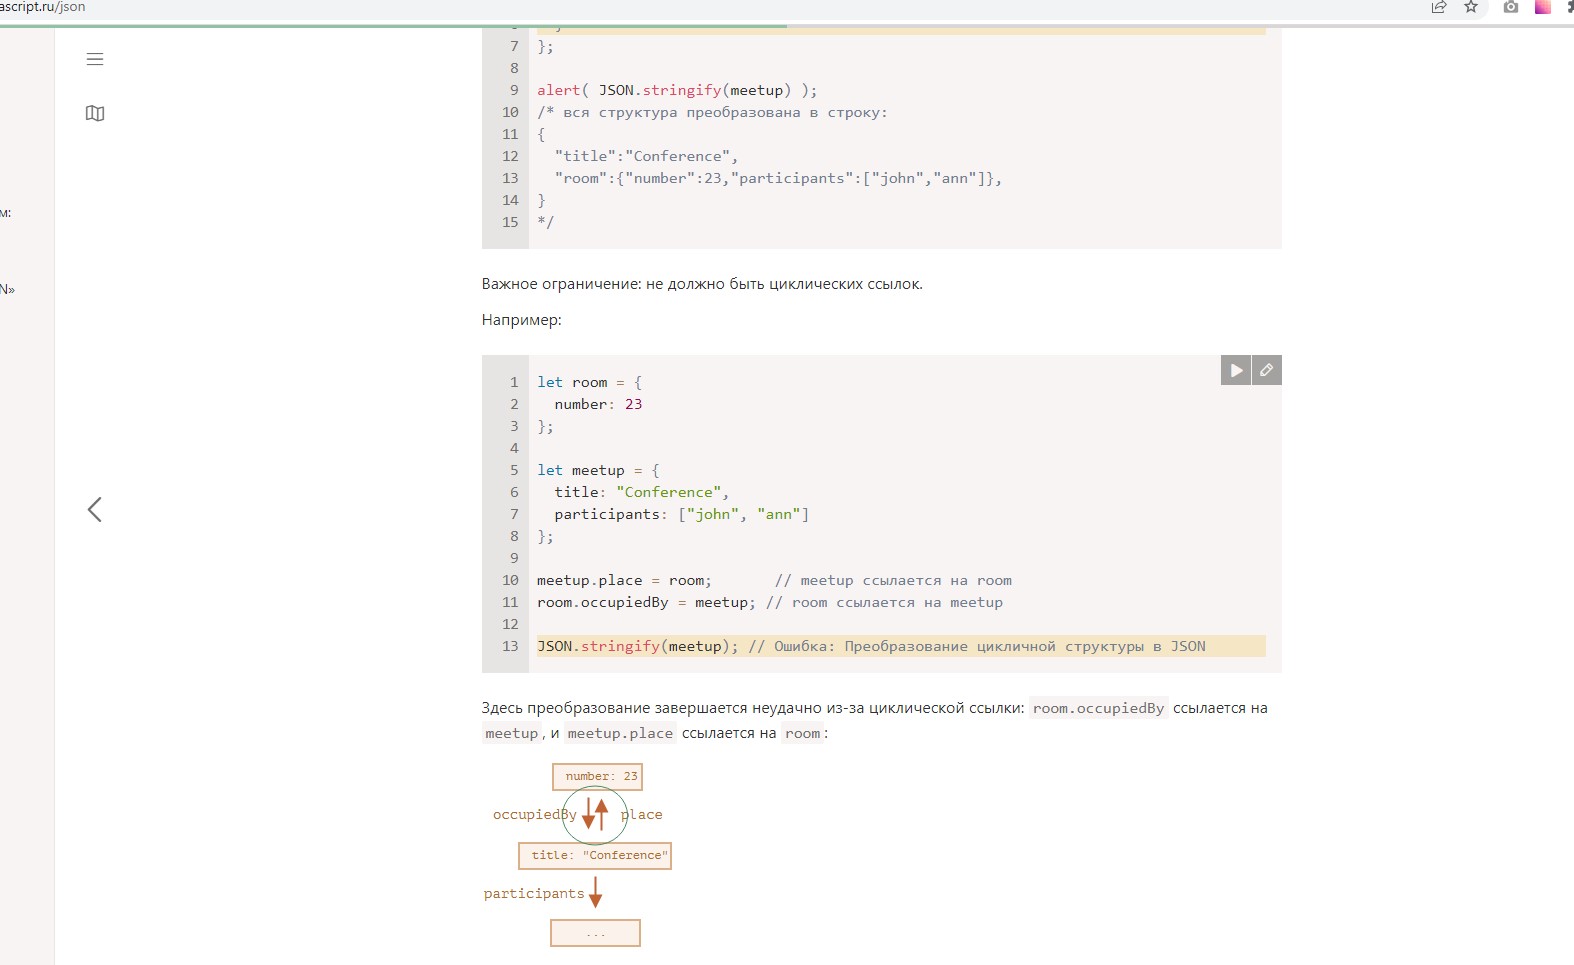 ascript.ru/json
м:
N»
7 };
8
9 alert( JSON.stringify(meetup) );
10 /* вся структура преобразована в строку:
11 {
12   "title":"Conference",
13   "room":{"number":23,"participants":["john","ann"]},
14 }
15 */
Важное ограничение: не должно быть циклических ссылок.
Например:
1 let room = {
2   number: 23
3 };
4
5 let meetup = {
6   title: "Conference",
7   participants: ["john", "ann"]
8 };
9
10 meetup.place = room;       // meetup ссылается на room
11 room.occupiedBy = meetup; // room ссылается на meetup
12
13 JSON.stringify(meetup); // Ошибка: Преобразование цикличной структуры в JSON
Здесь преобразование завершается неудачно из-за циклической ссылки: room.occupiedBy ссылается на
meetup, и meetup.place ссылается на room:
number: 23
occupiedBy place
title: "Conference"
participants
...